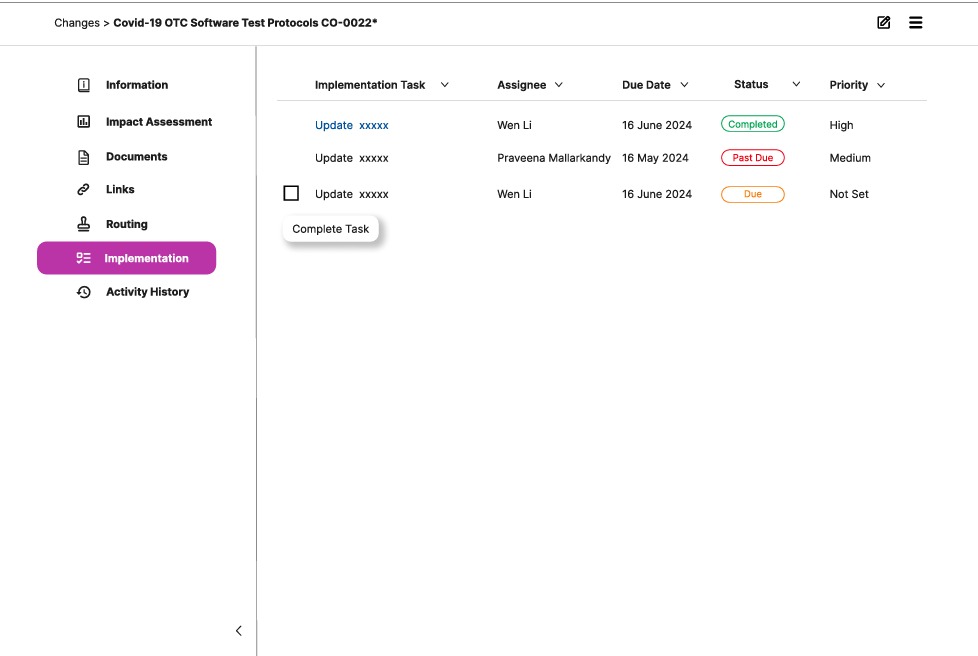 Changes > Covid-19 OTC Software Test Protocols CO-0022*
Information
Impact Assessment
Documents
Links
Routing
Implementation
Activity History
Implementation Task Assignee Due Date Status Priority
Update xxxxx Wen Li 16 June 2024 Completed High
Update xxxxx Praveena Mallarkandy 16 May 2024 Past Due Medium
Update xxxxx Wen Li 16 June 2024 Due Not Set
Complete Task